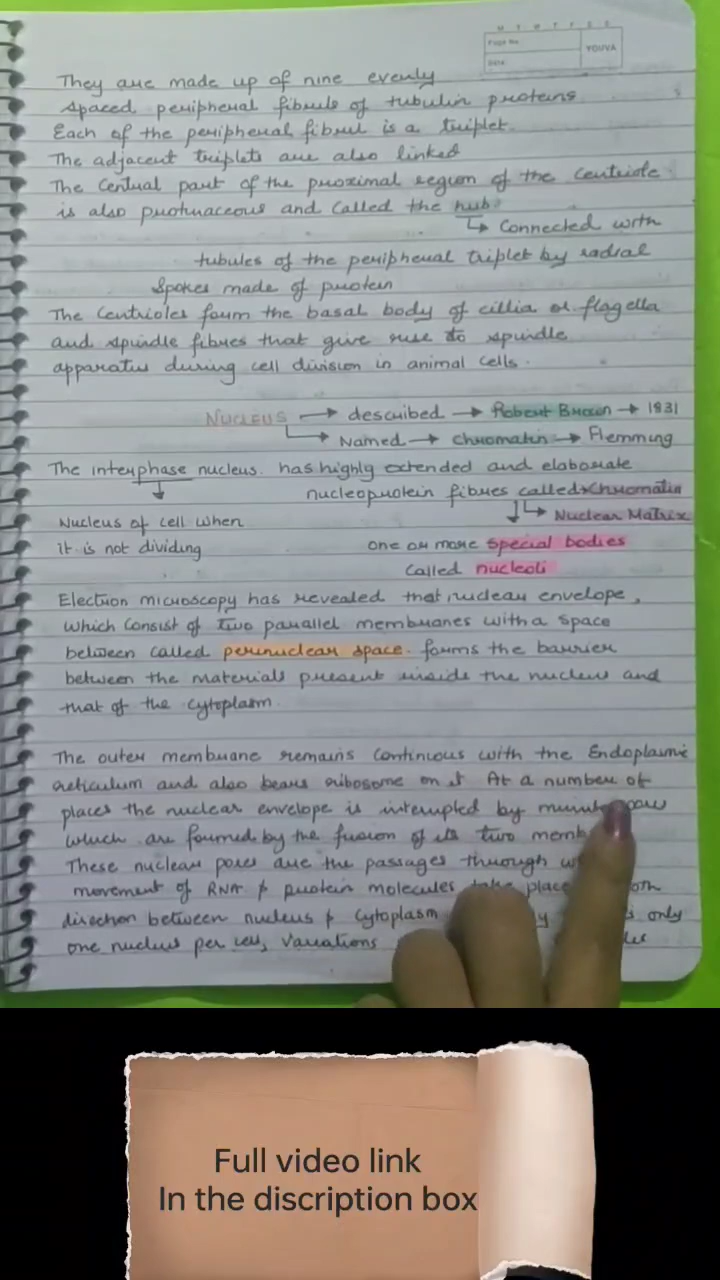 M T W T F S S
Page No.
YOUVA
Date:
They are made up of nine evenly
spaced peripheral fibrils of tubulin proteins
Each of the peripheral fibril is a triplet.
The adjacent triplets are also linked
The Central part of the proximal region of the centriole
is also protinaceous and called the hub.
↳ Connected with
tubules of the peripheral triplet by radial
Spokes made of protein
The Centrioles form the basal body of cillia or flagella
and spindle fibres that give rise to spindle
apparatus during cell division in animal cells.
NUCLEUS → described → Robert Brown → 1831
↳ Named → chromatin → Flemming
The interphase nucleus. has highly extended and elaborate
nucleoprotein fibres called Chromatin
↓ ↳ Nuclear Matrix
Nucleus of cell when
it is not dividing
one or more special bodies
called nucleoli
Electron microscopy has revealed that nuclear envelope,
which consist of two parallel membranes with a space
between called perinuclear space. forms the barrier
between the materials present inside the nucleus and
that of the cytoplasm.
The outer membrane remains continous with the Endoplasmic
reticulum and also bears ribosome on it At a number of
places the nuclear envelope is interupted by
which are formed by the fusion of its two
These nuclear pores are the passages through
movement of RNA & protein molecules place
direction between nucleus & cytoplasm only
one nucleus per cell, Variations
Full video link
In the discription box